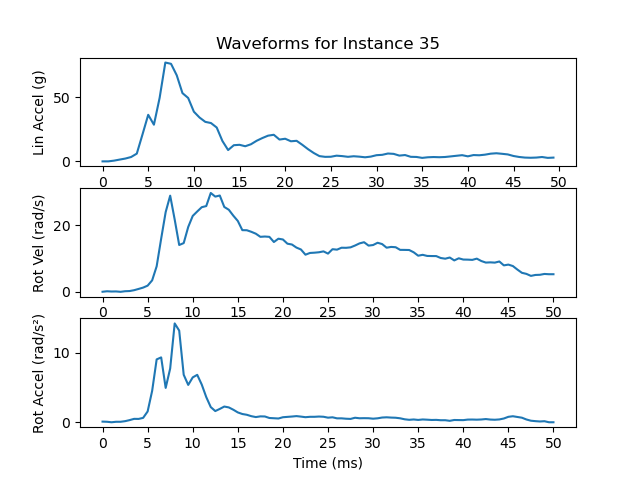 Waveforms for Instance 35
Lin Accel (g)
50
0
0 5 10 15 20 25 30 35 40 45 50
Rot Vel (rad/s)
20
0
0 5 10 15 20 25 30 35 40 45 50
Rot Accel (rad/s²)
10
0
0 5 10 15 20 25 30 35 40 45 50
Time (ms)